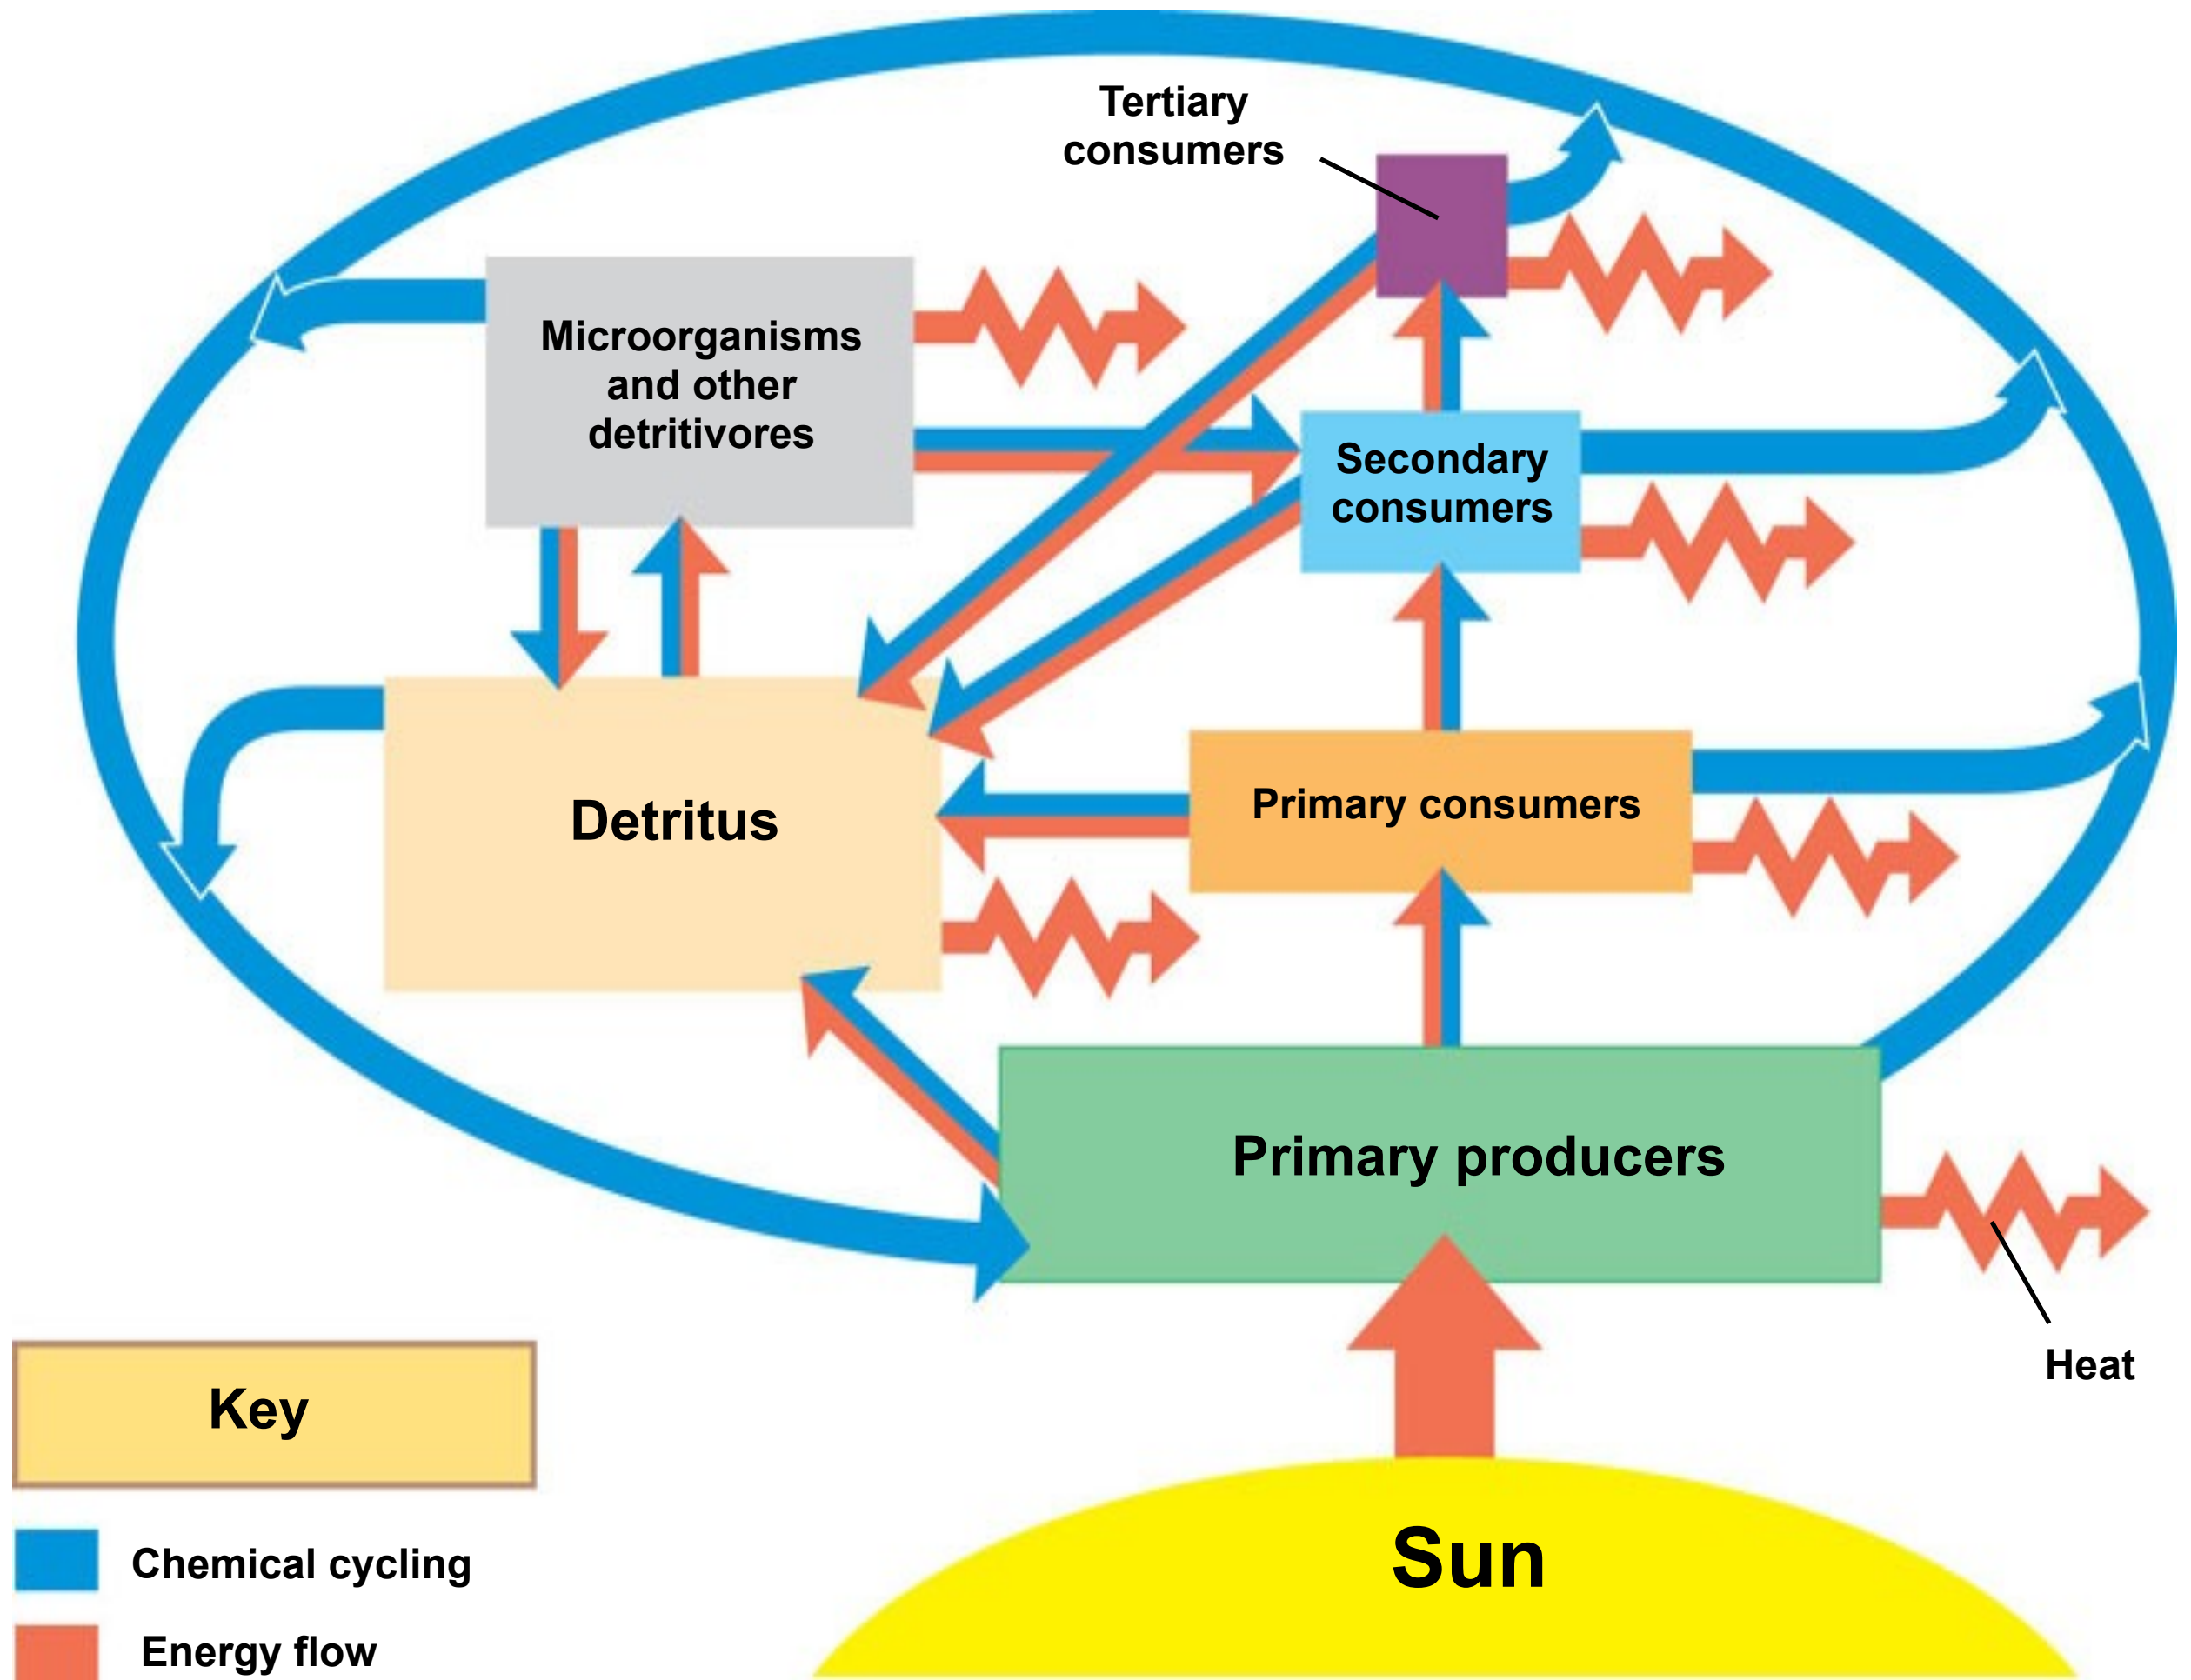 Tertiary
consumers
Microorganisms
and other
detritivores
Secondary
consumers
Detritus
Primary consumers
Primary producers
Heat
Key
Sun
Chemical cycling
Energy flow